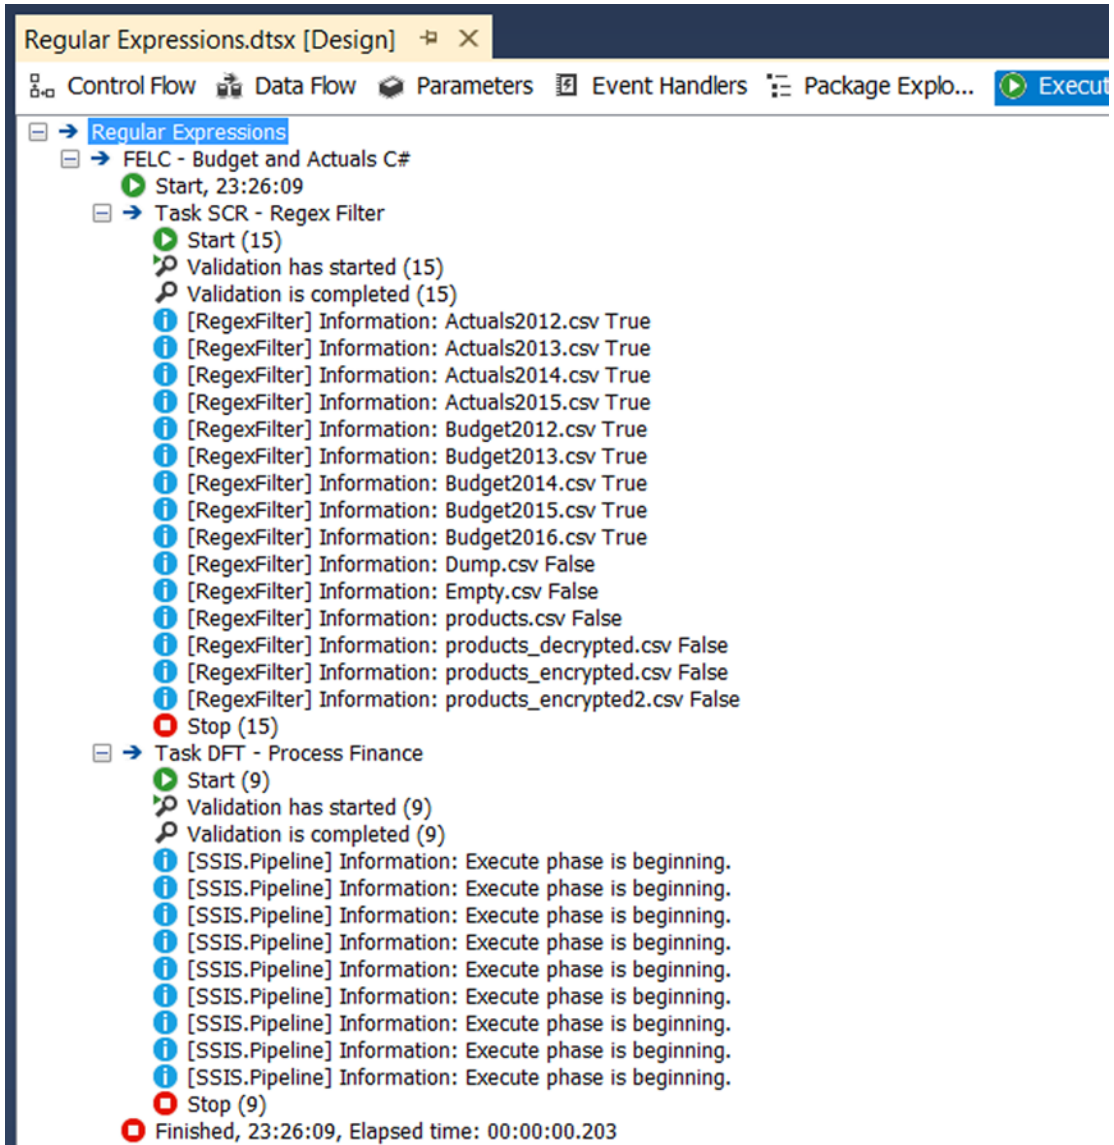 Regular Expressions.dtsx [Design]
Control Flow Data Flow Parameters Event Handlers Package Explo... Execut
Regular Expressions
FELC - Budget and Actuals C#
Start, 23:26:09
Task SCR - Regex Filter
Start (15)
Validation has started (15)
Validation is completed (15)
[RegexFilter] Information: Actuals2012.csv True
[RegexFilter] Information: Actuals2013.csv True
[RegexFilter] Information: Actuals2014.csv True
[RegexFilter] Information: Actuals2015.csv True
[RegexFilter] Information: Budget2012.csv True
[RegexFilter] Information: Budget2013.csv True
[RegexFilter] Information: Budget2014.csv True
[RegexFilter] Information: Budget2015.csv True
[RegexFilter] Information: Budget2016.csv True
[RegexFilter] Information: Dump.csv False
[RegexFilter] Information: Empty.csv False
[RegexFilter] Information: products.csv False
[RegexFilter] Information: products_decrypted.csv False
[RegexFilter] Information: products_encrypted.csv False
[RegexFilter] Information: products_encrypted2.csv False
Stop (15)
Task DFT - Process Finance
Start (9)
Validation has started (9)
Validation is completed (9)
[SSIS.Pipeline] Information: Execute phase is beginning.
[SSIS.Pipeline] Information: Execute phase is beginning.
[SSIS.Pipeline] Information: Execute phase is beginning.
[SSIS.Pipeline] Information: Execute phase is beginning.
[SSIS.Pipeline] Information: Execute phase is beginning.
[SSIS.Pipeline] Information: Execute phase is beginning.
[SSIS.Pipeline] Information: Execute phase is beginning.
[SSIS.Pipeline] Information: Execute phase is beginning.
[SSIS.Pipeline] Information: Execute phase is beginning.
Stop (9)
Finished, 23:26:09, Elapsed time: 00:00:00.203